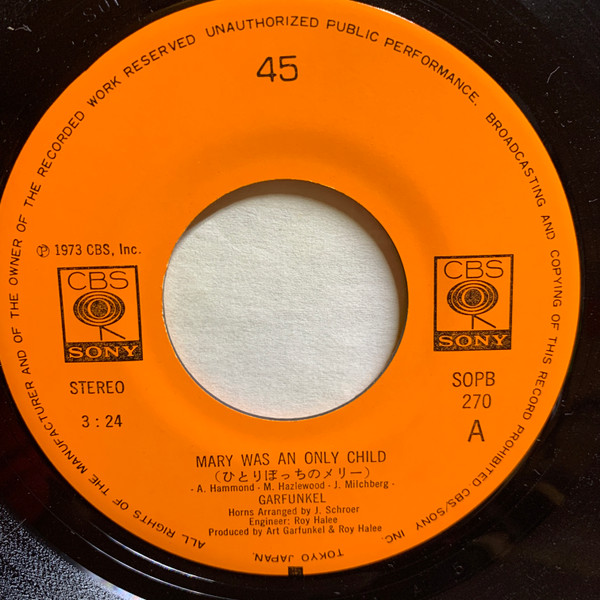 ALL RIGHTS OF THE MANUFACTURER AND OF THE OWNER OF THE RECORDED WORK RESERVED UNAUTHORIZED PUBLIC PERFORMANCE, BROADCASTING AND COPYING OF THIS RECORD PROHIBITED CBS/SONY INC.
TOKYO JAPAN.
45
Ⓟ 1973 CBS, Inc.
CBS
SONY
STEREO
3:24
CBS
SONY
SOPB
270
A
MARY WAS AN ONLY CHILD
(ひとりぼっちのメリー)
- A. Hammond - M. Hazlewood - J. Milchberg -
GARFUNKEL
Horns Arranged by J. Schroer
Engineer: Roy Halee
Produced by Art Garfunkel & Roy Halee